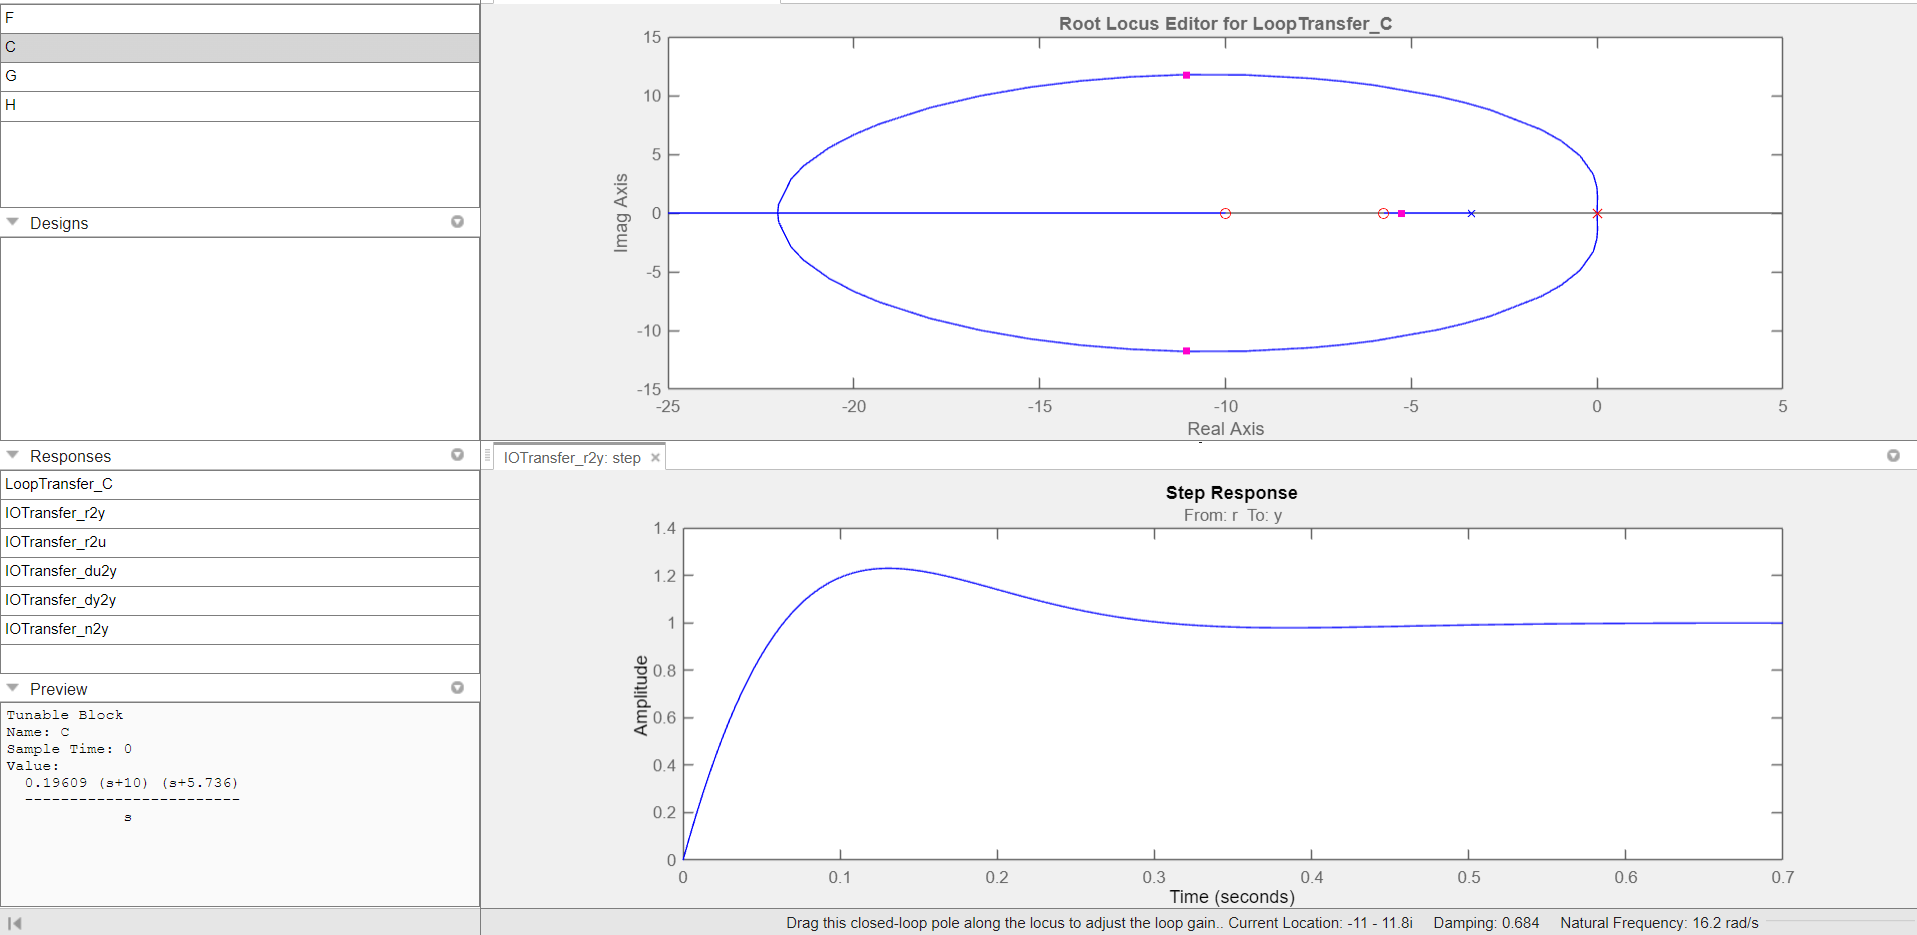 F
C
G
H
Designs
Responses
LoopTransfer_C
IOTransfer_r2y
IOTransfer_r2u
IOTransfer_du2y
IOTransfer_dy2y
IOTransfer_n2y
Preview
Tunable Block
Name: C
Sample Time: 0
Value:
0.19609 (s+10) (s+5.736)
------------------------
s
Root Locus Editor for LoopTransfer_C
15
10
5
0
-5
-10
-15
Imag Axis
-25 -20 -15 -10 -5 0 5
Real Axis
IOTransfer_r2y: step
Step Response
From: r To: y
1.4
1.2
1
0.8
0.6
0.4
0.2
0
Amplitude
0 0.1 0.2 0.3 0.4 0.5 0.6 0.7
Time (seconds)
Drag this closed-loop pole along the locus to adjust the loop gain.. Current Location: -11 - 11.8i Damping: 0.684 Natural Frequency: 16.2 rad/s